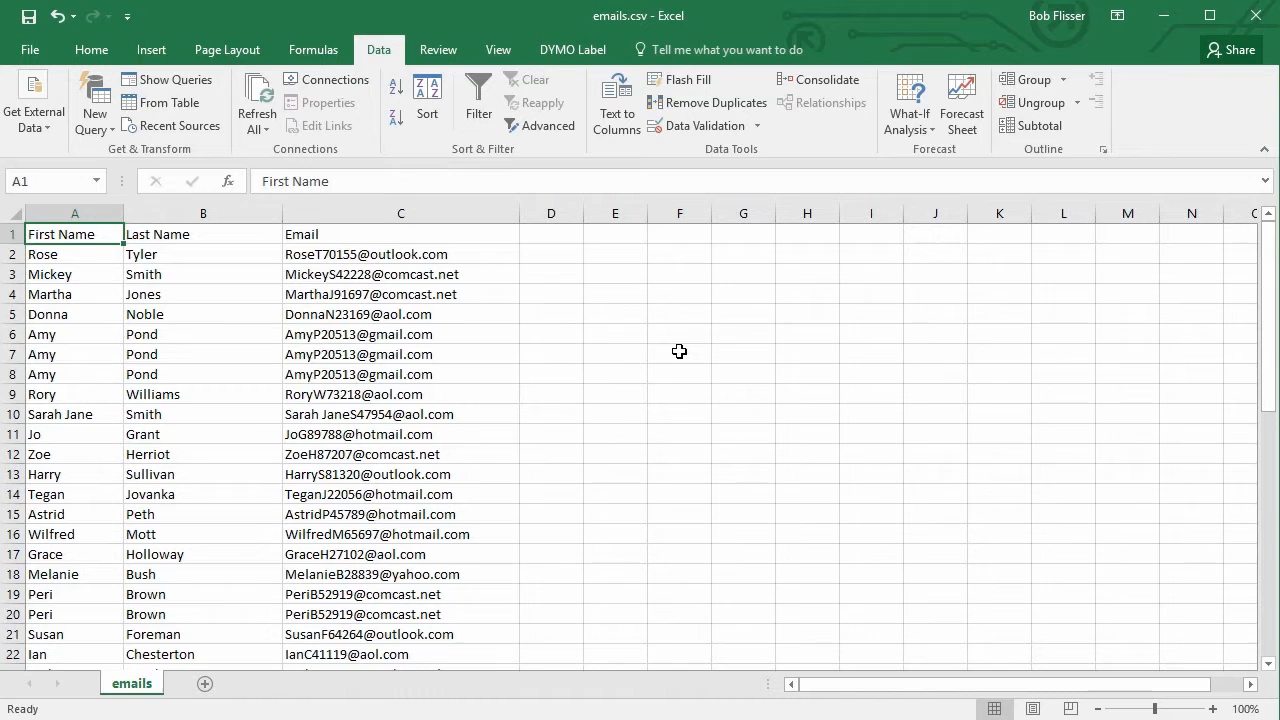 emails.csv - Excel
Bob Flisser
File Home Insert Page Layout Formulas Data Review View DYMO Label Tell me what you want to do Share
Get External Data
New Query
Show Queries
From Table
Recent Sources
Get & Transform
Refresh All
Connections
Properties
Edit Links
Connections
Sort
Filter
Clear
Reapply
Advanced
Sort & Filter
Text to Columns
Flash Fill
Remove Duplicates
Data Validation
Consolidate
Relationships
Data Tools
What-If Analysis
Forecast Sheet
Forecast
Group
Ungroup
Subtotal
Outline
A1 fx First Name
A B C D E F G H I J K L M N
1 First Name Last Name Email
2 Rose Tyler RoseT70155@outlook.com
3 Mickey Smith MickeyS42228@comcast.net
4 Martha Jones MarthaJ91697@comcast.net
5 Donna Noble DonnaN23169@aol.com
6 Amy Pond AmyP20513@gmail.com
7 Amy Pond AmyP20513@gmail.com
8 Amy Pond AmyP20513@gmail.com
9 Rory Williams RoryW73218@aol.com
10 Sarah Jane Smith Sarah JaneS47954@aol.com
11 Jo Grant JoG89788@hotmail.com
12 Zoe Herriot ZoeH87207@comcast.net
13 Harry Sullivan HarryS81320@outlook.com
14 Tegan Jovanka TeganJ22056@hotmail.com
15 Astrid Peth AstridP45789@hotmail.com
16 Wilfred Mott WilfredM65697@hotmail.com
17 Grace Holloway GraceH27102@aol.com
18 Melanie Bush MelanieB28839@yahoo.com
19 Peri Brown PeriB52919@comcast.net
20 Peri Brown PeriB52919@comcast.net
21 Susan Foreman SusanF64264@outlook.com
22 Ian Chesterton IanC41119@aol.com
emails
Ready
100%